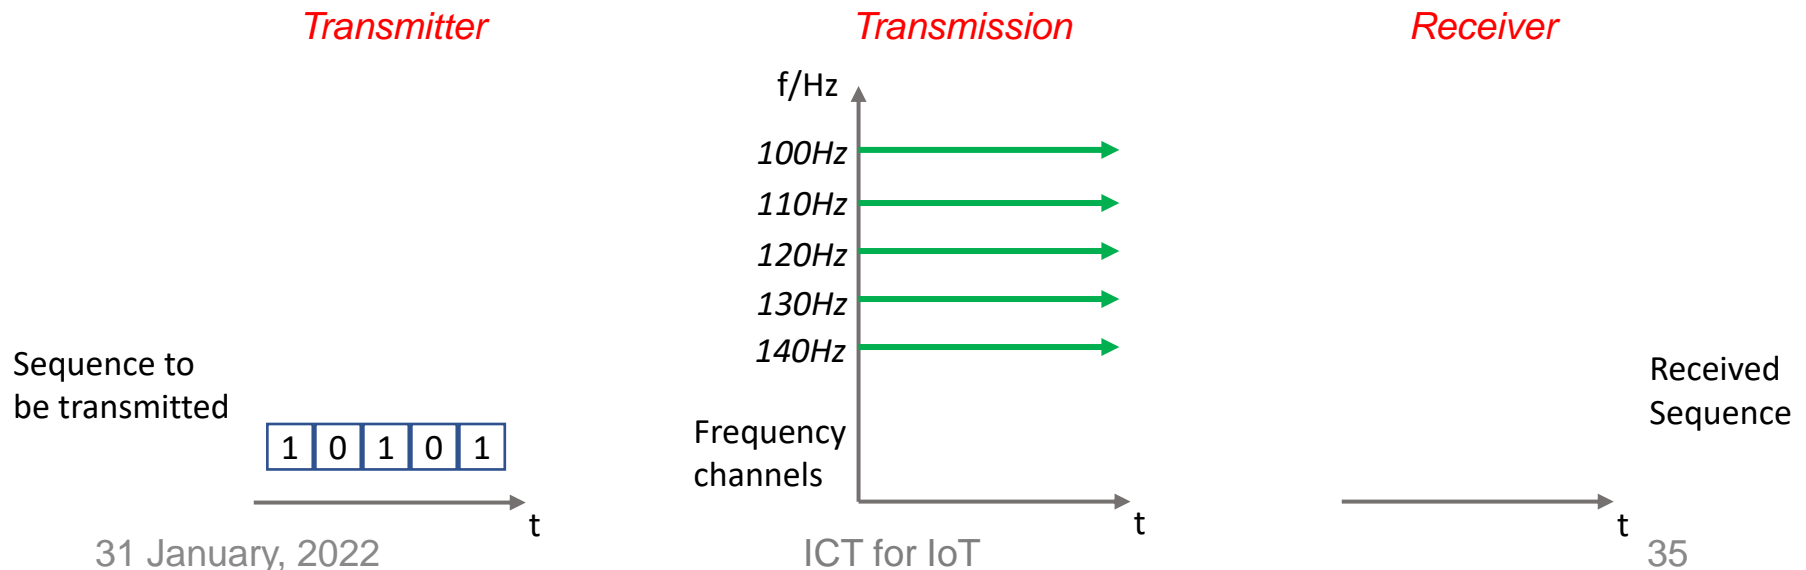 Transmitter
Transmission
Receiver
f/Hz
100Hz
110Hz
120Hz
130Hz
140Hz
Sequence to
be transmitted
1 0 1 0 1
t
Frequency
channels
t
Received
Sequence
t
31 January, 2022
ICT for IoT
35